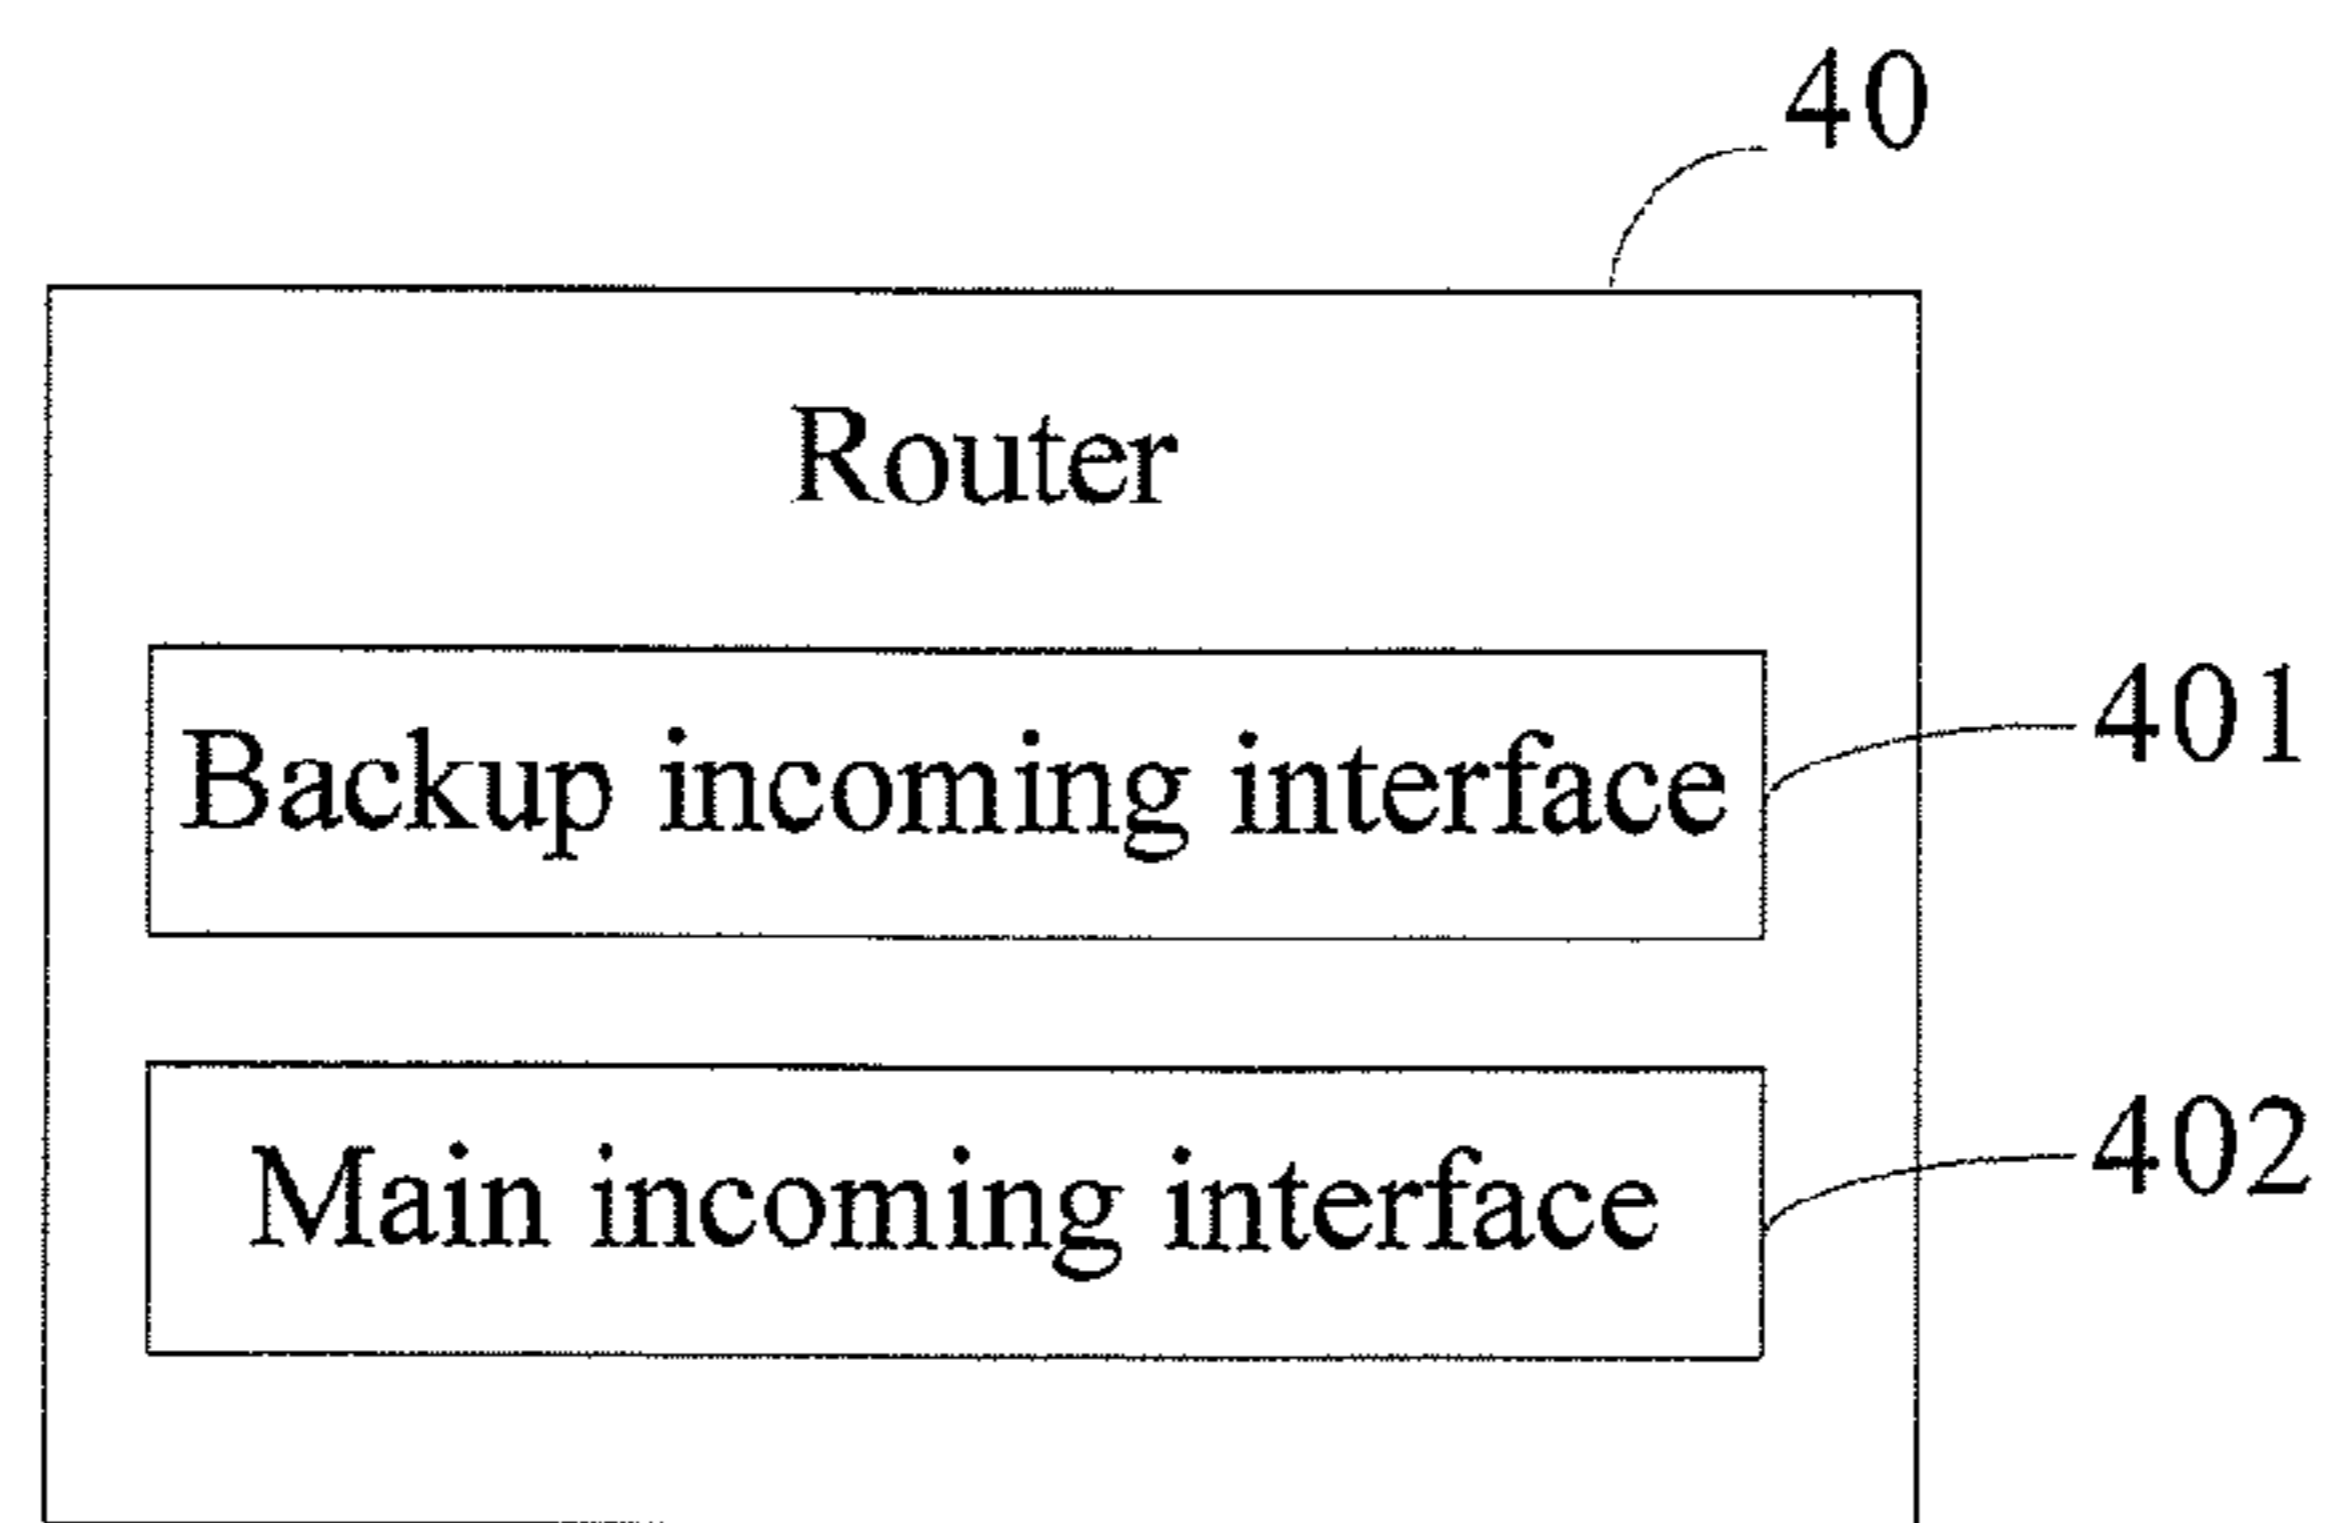 40
Router
Backup incoming interface
401
Main incoming interface
402